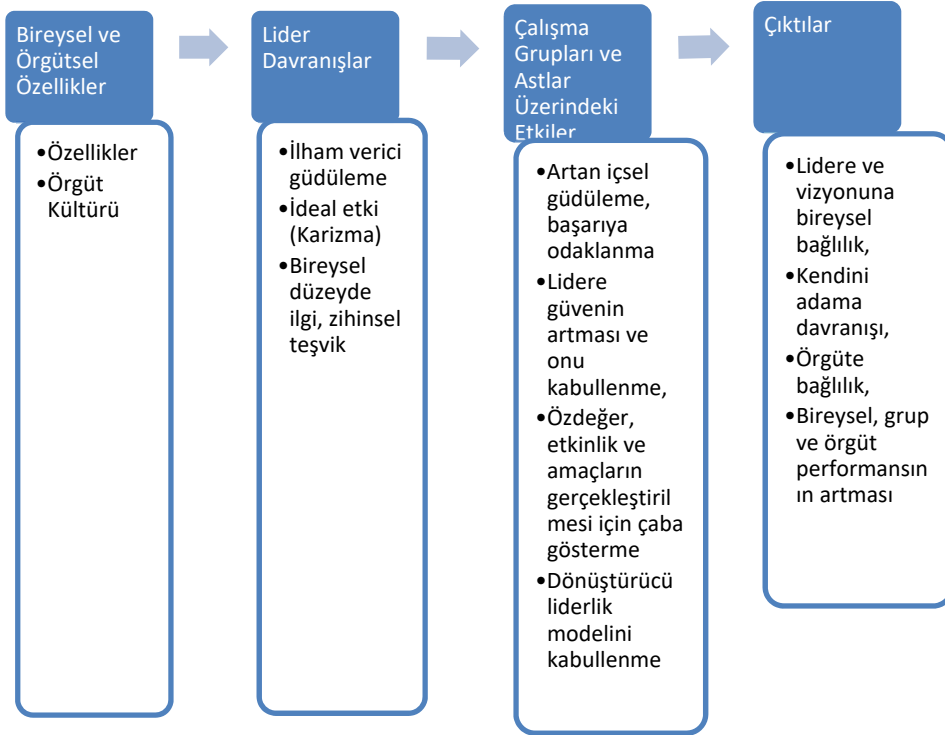 Bireysel ve
Örgütsel
Özellikler
•Özellikler
•Örgüt
Kültürü
Lider
Davranışlar
•İlham verici
güdüleme
•İdeal etki
(Karizma)
•Bireysel
düzeyde
ilgi, zihinsel
teşvik
Çalışma
Grupları ve
Astlar
Üzerindeki
Etkiler
•Artan içsel
güdüleme,
başarıya
odaklanma
•Lidere
güvenin
artması ve
onu
kabullenme,
•Özdeğer,
etkinlik ve
amaçların
gerçekleştiril
mesi için çaba
gösterme
•Dönüştürücü
liderlik
modelini
kabullenme
Çıktılar
•Lidere ve
vizyonuna
bireysel
bağlılık,
•Kendini
adama
davranışı,
•Örgüte
bağlılık,
•Bireysel, grup
ve örgüt
performansın
ın artması